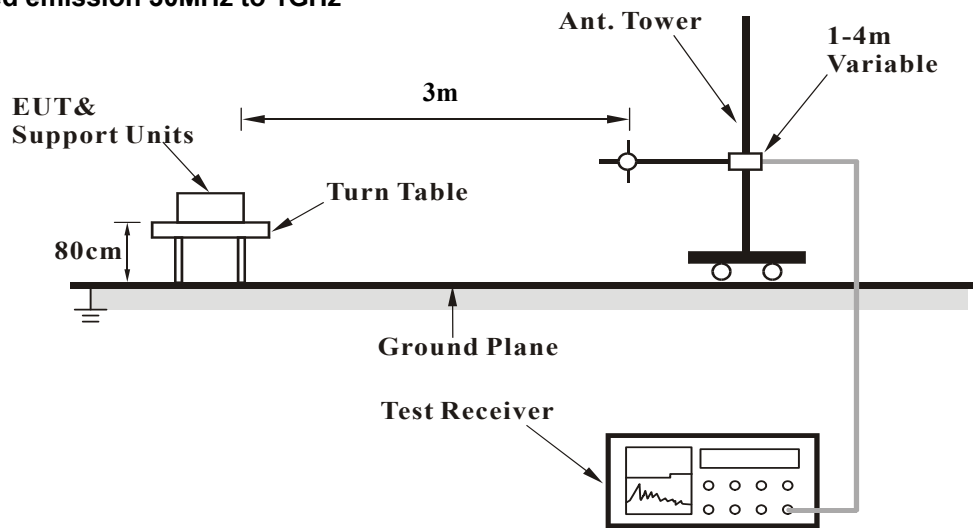 Ant. Tower
1-4m
Variable
3m
EUT&
Support Units
Turn Table
80cm
Ground Plane
Test Receiver